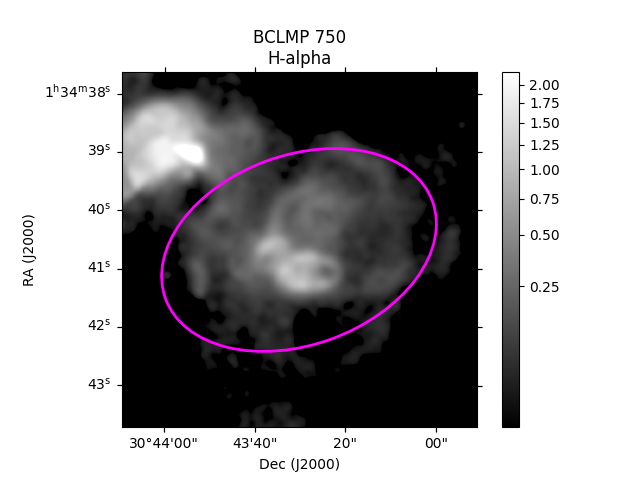 BCLMP 750
H-alpha
1ʰ34ᵐ38ˢ
39ˢ
40ˢ
41ˢ
42ˢ
43ˢ
RA (J2000)
30°44'00" 43'40" 20" 00"
Dec (J2000)
2.00
1.75
1.50
1.25
1.00
0.75
0.50
0.25